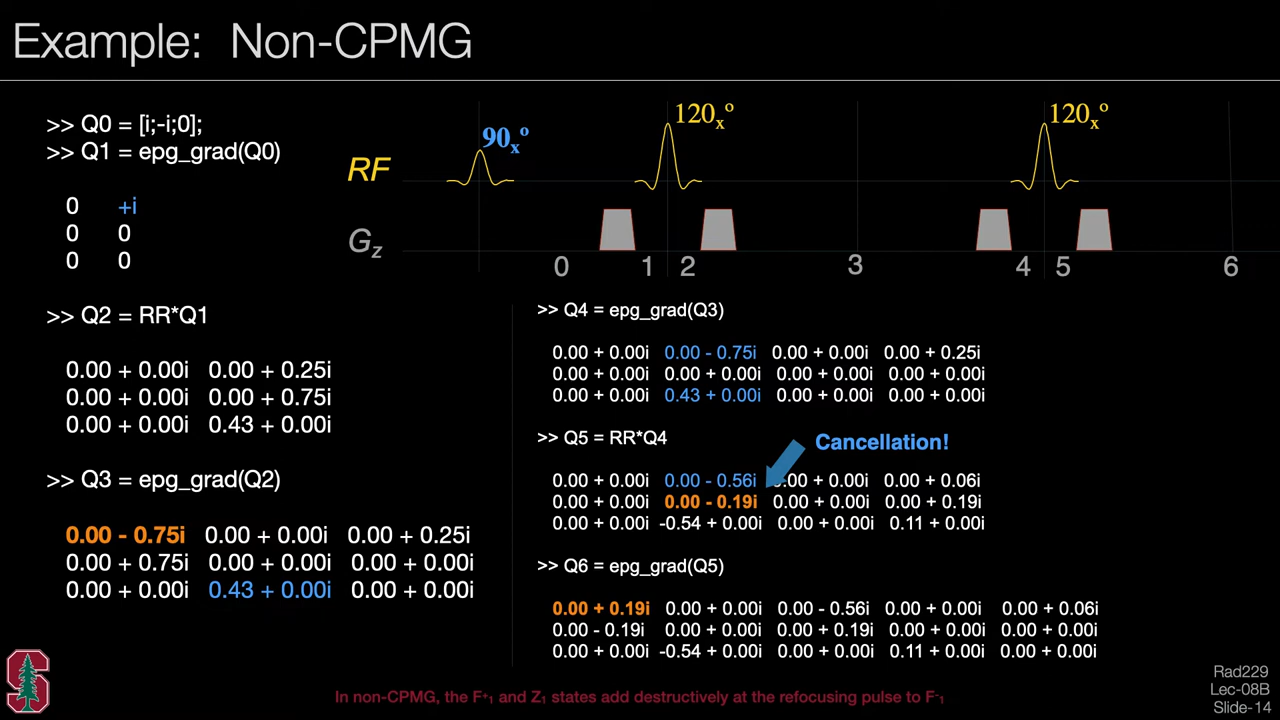 Example: Non-CPMG
>> Q0 = [i;-i;0];
>> Q1 = epg_grad(Q0)
0 +i
0 0
0 0
>> Q2 = RR*Q1
0.00 + 0.00i 0.00 + 0.25i
0.00 + 0.00i 0.00 + 0.75i
0.00 + 0.00i 0.43 + 0.00i
>> Q3 = epg_grad(Q2)
0.00 - 0.75i 0.00 + 0.00i 0.00 + 0.25i
0.00 + 0.75i 0.00 + 0.00i 0.00 + 0.00i
0.00 + 0.00i 0.43 + 0.00i 0.00 + 0.00i
90xº 120xº 120xº
RF
Gz
0 1 2 3 4 5 6
>> Q4 = epg_grad(Q3)
0.00 + 0.00i 0.00 - 0.75i 0.00 + 0.00i 0.00 + 0.25i
0.00 + 0.00i 0.00 + 0.00i 0.00 + 0.00i 0.00 + 0.00i
0.00 + 0.00i 0.43 + 0.00i 0.00 + 0.00i 0.00 + 0.00i
>> Q5 = RR*Q4
Cancellation!
0.00 + 0.00i 0.00 - 0.56i 0.00 + 0.00i 0.00 + 0.06i
0.00 + 0.00i 0.00 - 0.19i 0.00 + 0.00i 0.00 + 0.19i
0.00 + 0.00i -0.54 + 0.00i 0.00 + 0.00i 0.11 + 0.00i
>> Q6 = epg_grad(Q5)
0.00 + 0.19i 0.00 + 0.00i 0.00 - 0.56i 0.00 + 0.00i 0.00 + 0.06i
0.00 - 0.19i 0.00 + 0.00i 0.00 + 0.19i 0.00 + 0.00i 0.00 + 0.00i
0.00 + 0.00i -0.54 + 0.00i 0.00 + 0.00i 0.11 + 0.00i 0.00 + 0.00i
In non-CPMG, the F⁺₁ and Z₁ states add destructively at the refocusing pulse to F⁻₁
Rad229
Lec-08B
Slide-14